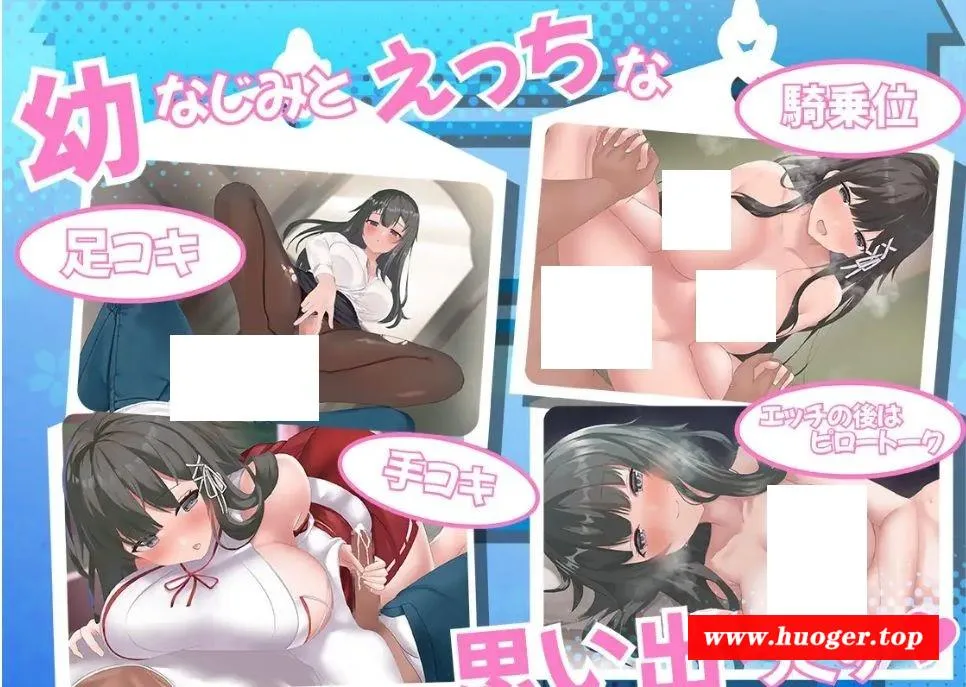 幼なじみとえっちな
騎乗位
足コキ
エッチの後は
ピロートーク
手コキ
思い出
www.huoger.top